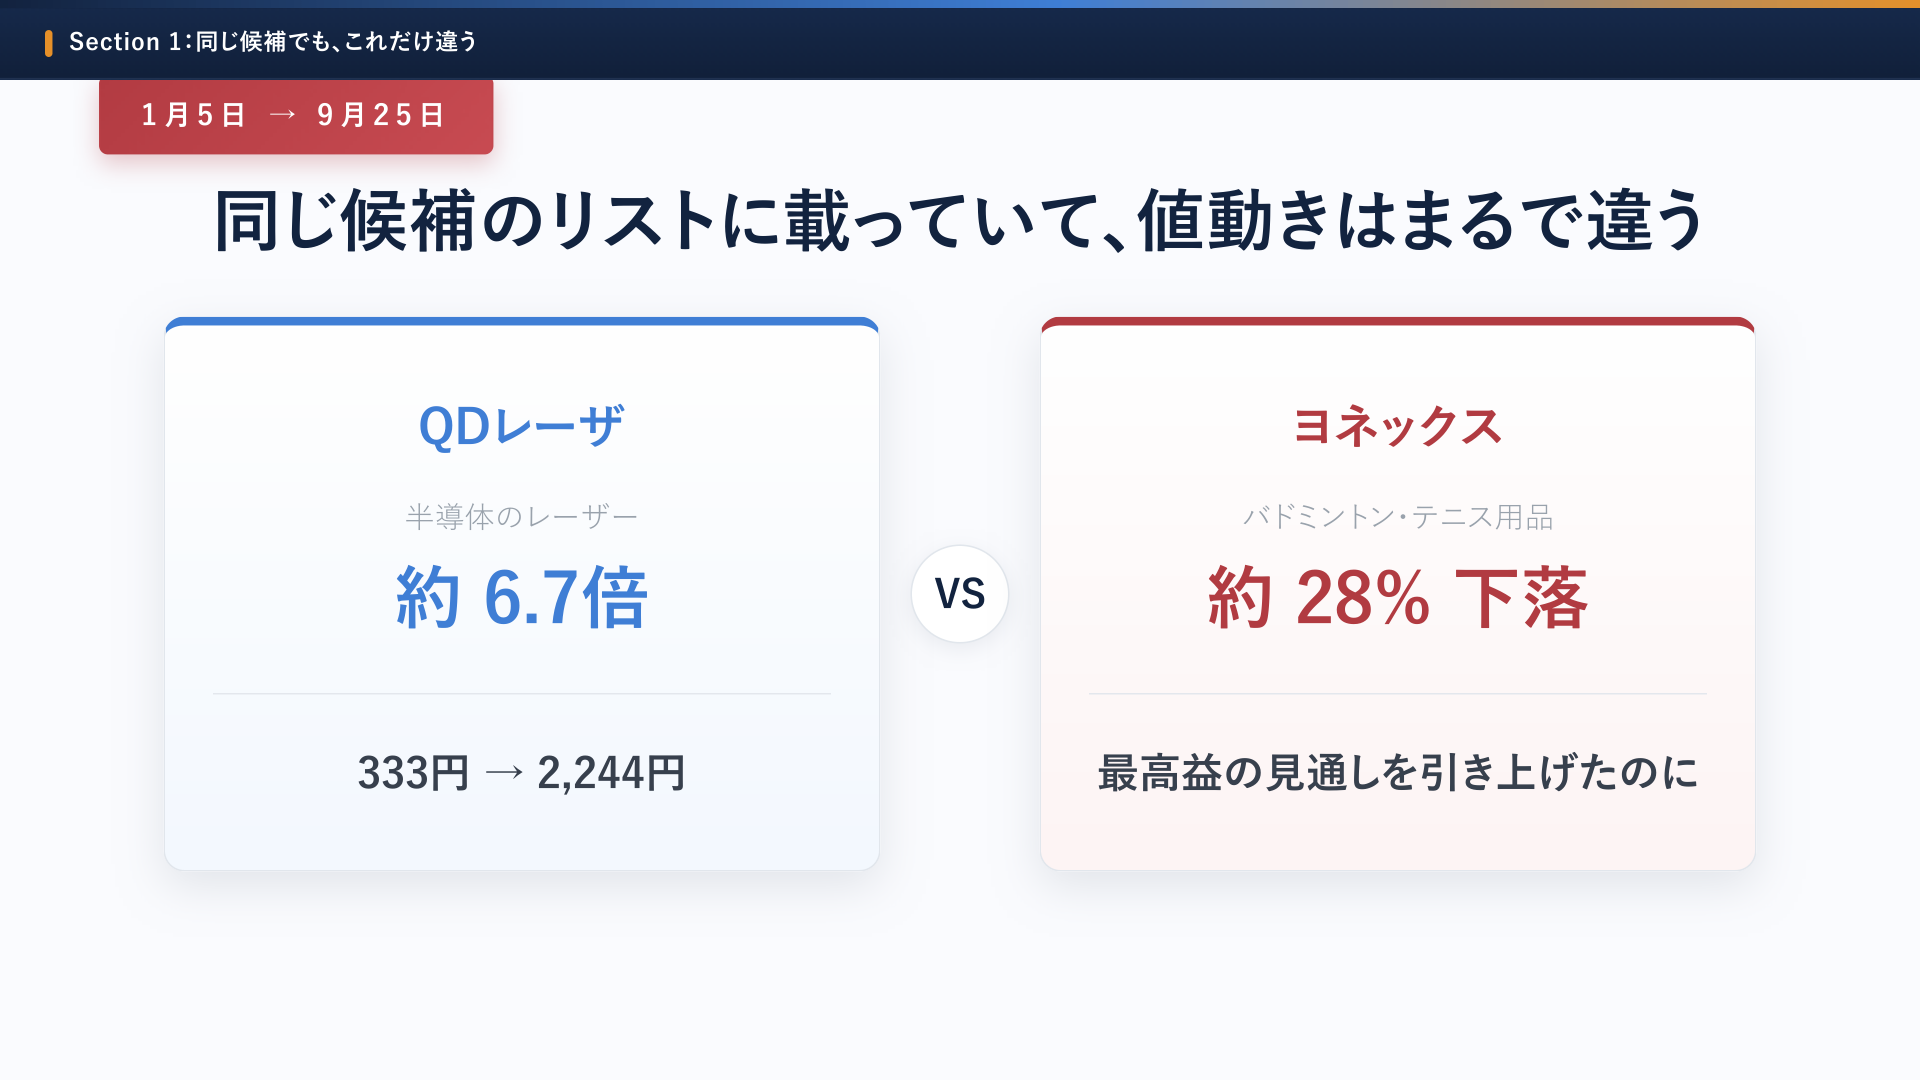 Section 1：同じ候補でも、これだけ違う
1月5日 → 9月25日
同じ候補のリストに載っていて、値動きはまるで違う
QDレーザ
半導体のレーザー
約 6.7倍
333円 → 2,244円
VS
ヨネックス
バドミントン・テニス用品
約 28% 下落
最高益の見通しを引き上げたのに